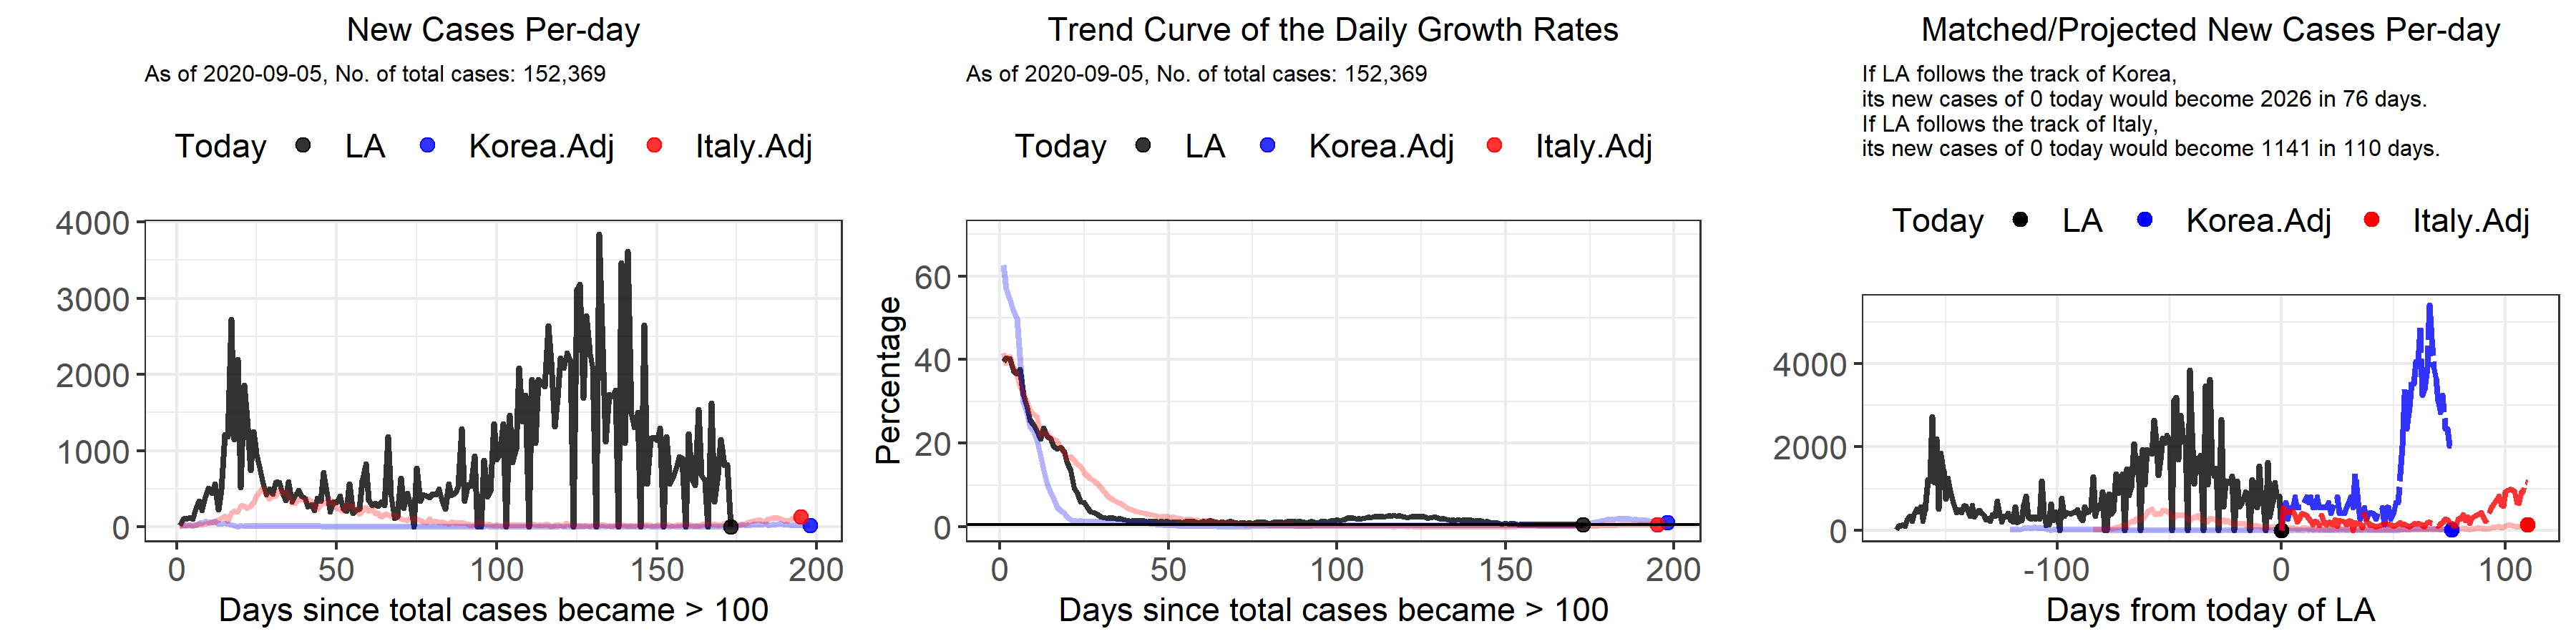 New Cases Per-day
As of 2020-09-05, No. of total cases: 152,369
Today LA Korea.Adj Italy.Adj
4000
3000
2000
1000
0
0 50 100 150 200
Days since total cases became > 100
Trend Curve of the Daily Growth Rates
As of 2020-09-05, No. of total cases: 152,369
Today LA Korea.Adj Italy.Adj
Percentage
60
40
20
0
0 50 100 150 200
Days since total cases became > 100
Matched/Projected New Cases Per-day
If LA follows the track of Korea,
its new cases of 0 today would become 2026 in 76 days.
If LA follows the track of Italy,
its new cases of 0 today would become 1141 in 110 days.
Today LA Korea.Adj Italy.Adj
4000
2000
0
-100 0 100
Days from today of LA